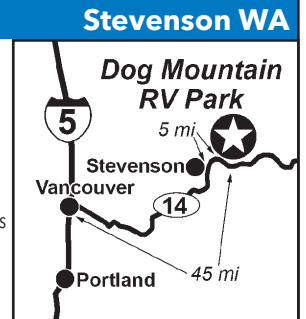 Stevenson WA
Dog Mountain
RV Park
5
5 mi
Stevenson
Vancouver
14
s
Portland
45 mi